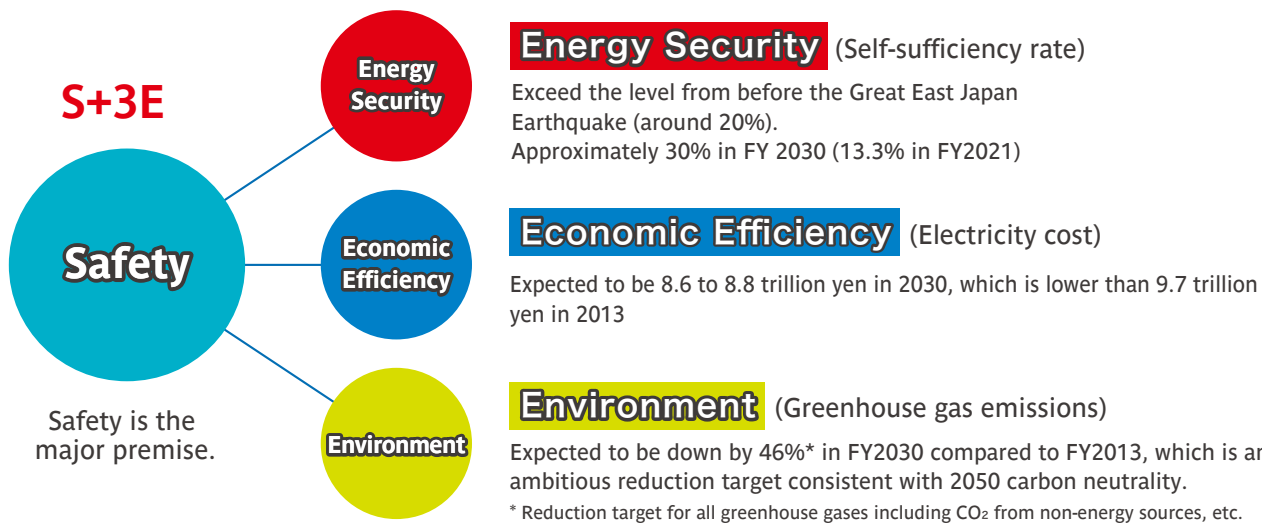 S+3E
Safety
Safety is the
major premise.
Energy
Security
Economic
Efficiency
Environment
Energy Security (Self-sufficiency rate)
Exceed the level from before the Great East Japan
Earthquake (around 20%).
Approximately 30% in FY 2030 (13.3% in FY2021)
Economic Efficiency (Electricity cost)
Expected to be 8.6 to 8.8 trillion yen in 2030, which is lower than 9.7 trillion
yen in 2013
Environment (Greenhouse gas emissions)
Expected to be down by 46%* in FY2030 compared to FY2013, which is an
ambitious reduction target consistent with 2050 carbon neutrality.
* Reduction target for all greenhouse gases including CO₂ from non-energy sources, etc.